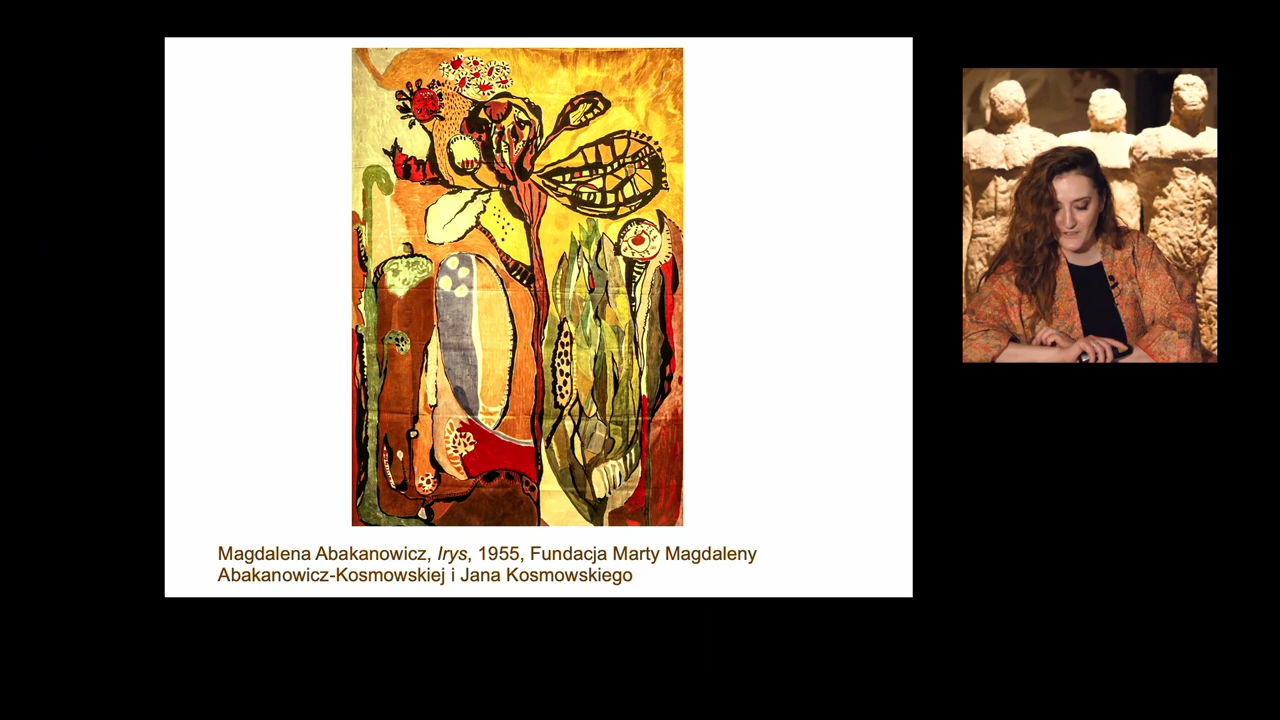 Magdalena Abakanowicz, Irys, 1955, Fundacja Marty Magdaleny
Abakanowicz-Kosmowskiej i Jana Kosmowskiego